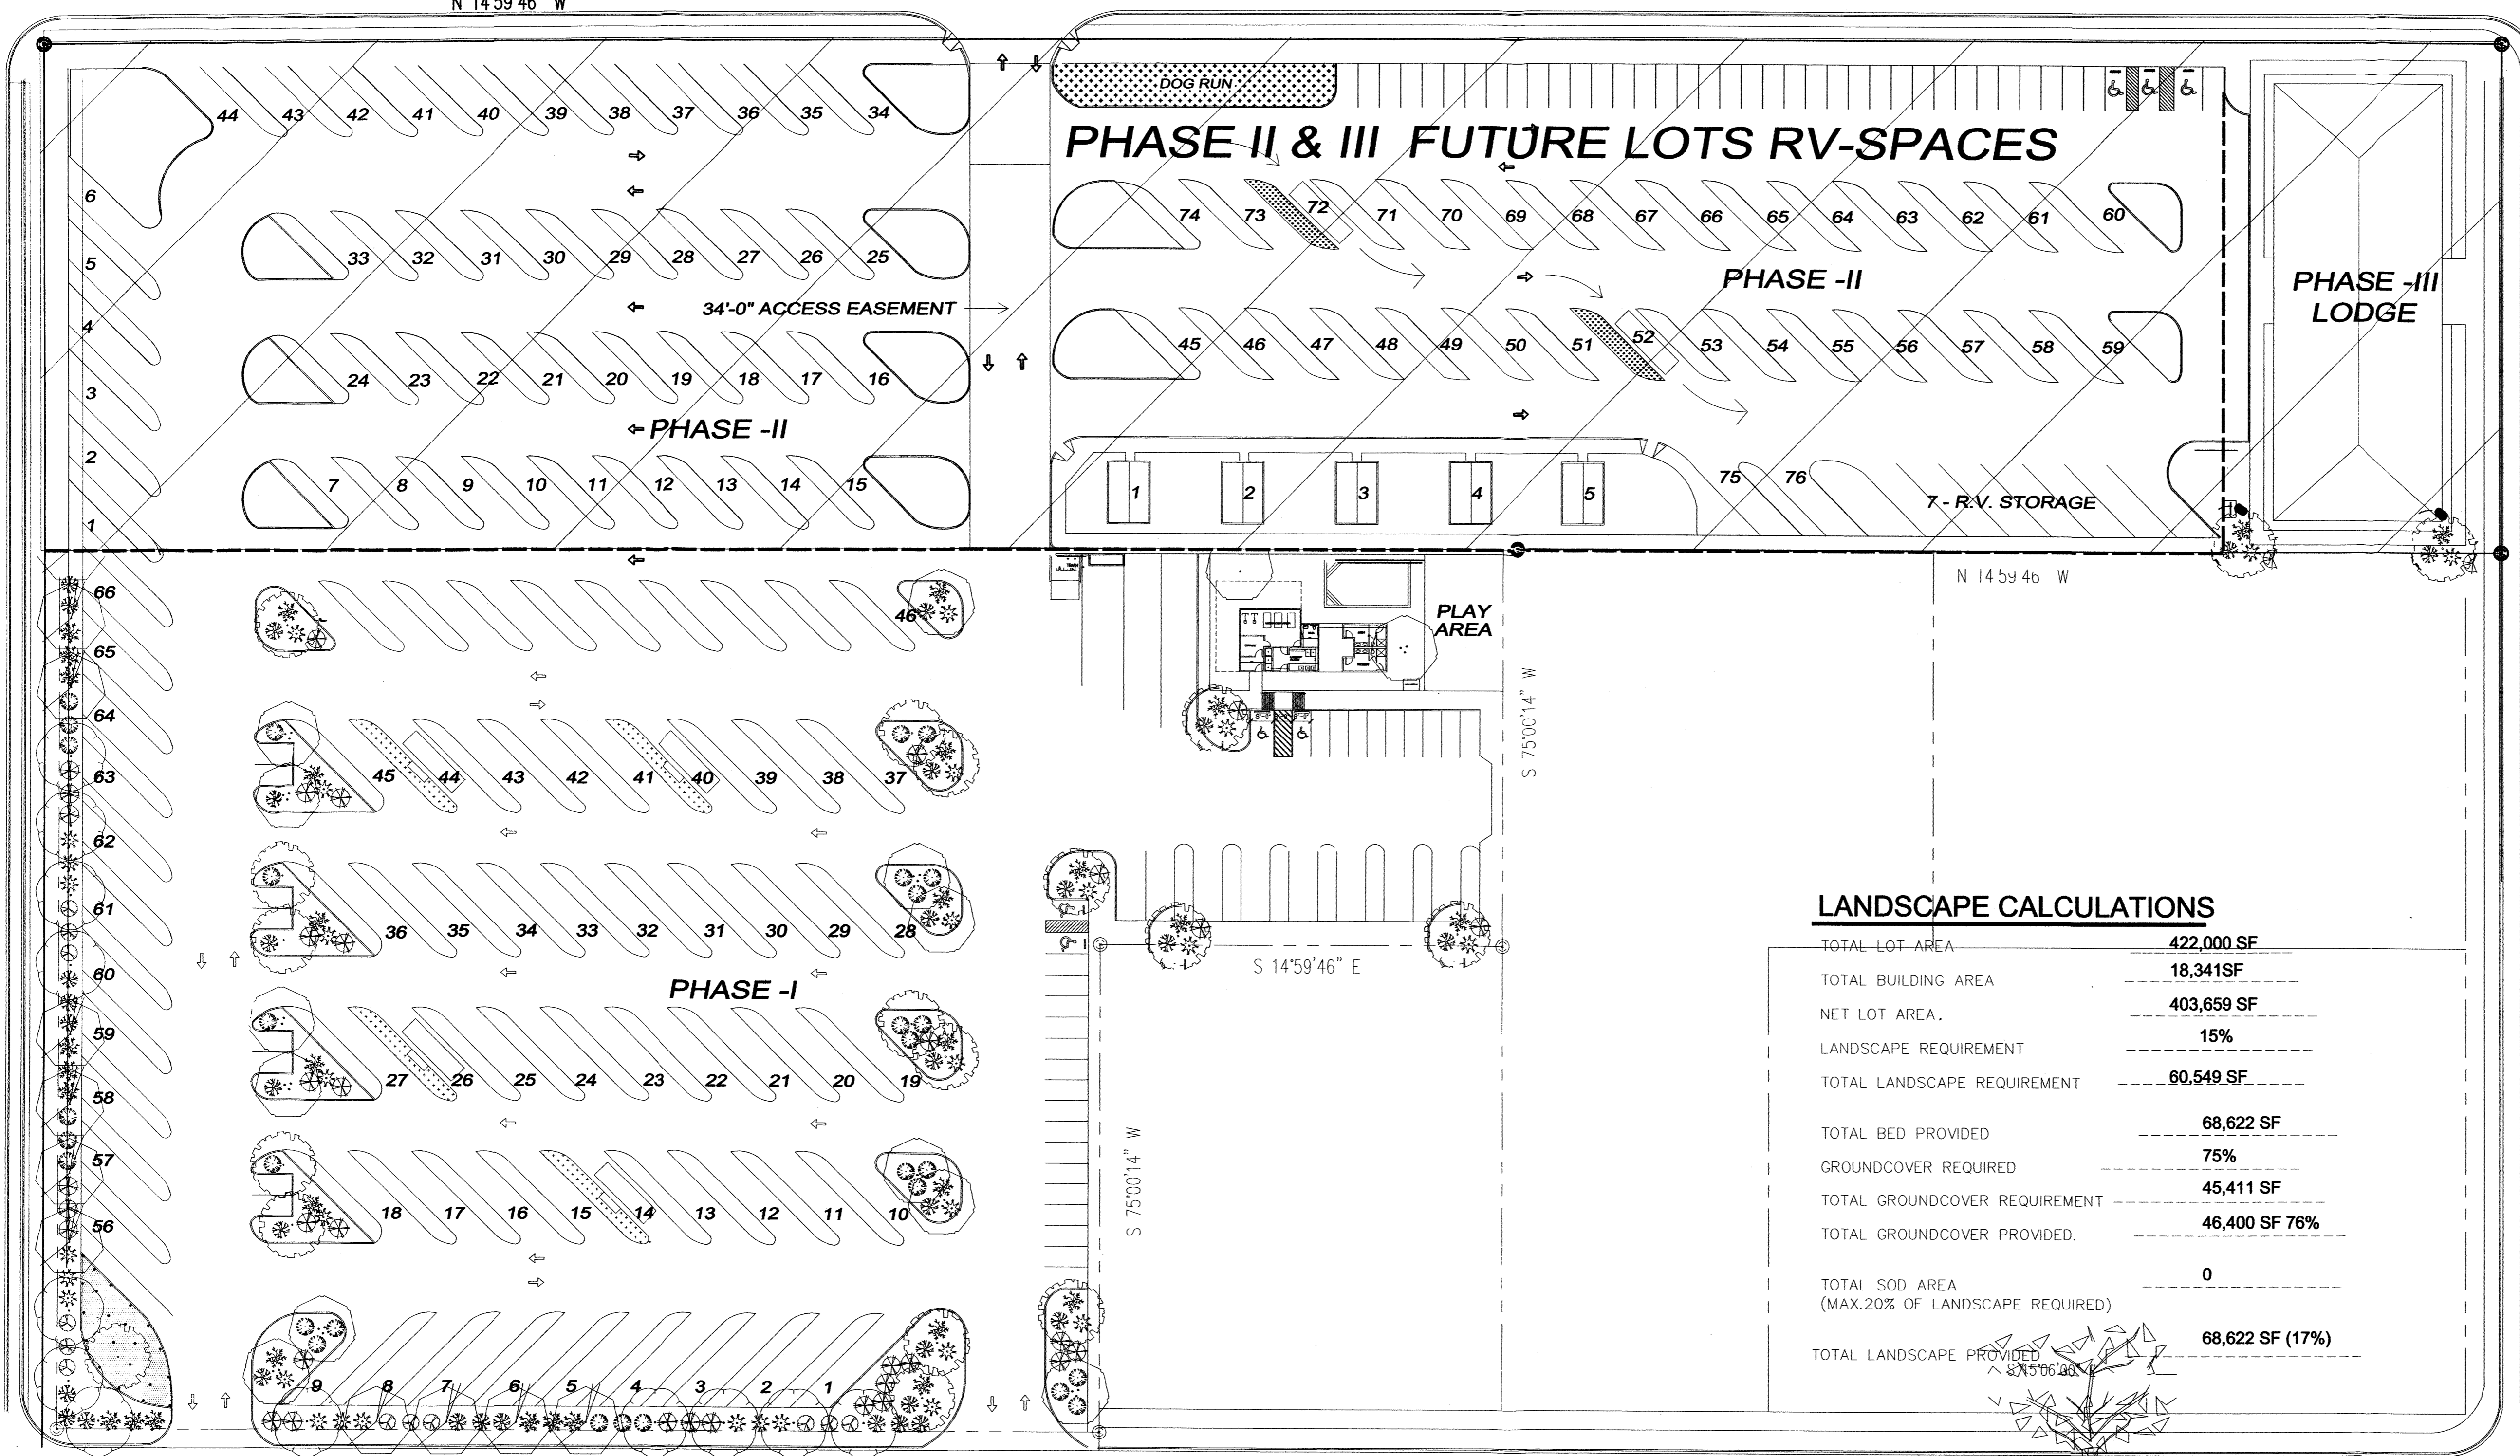 N 14 59 46 W
DOG RUN
44 43 42 41 40 39 38 37 36 35 34
PHASE II & III FUTURE LOTS RV-SPACES
6
74 73 72 71 70 69 68 67 66 65 64 63 62 61 60
5
33 32 31 30 29 28 27 26 25
PHASE -II
PHASE -III
LODGE
34'-0" ACCESS EASEMENT
4
45 46 47 48 49 50 51 52 53 54 55 56 57 58 59
24 23 22 21 20 19 18 17 16
3
PHASE -II
2
7 8 9 10 11 12 13 14 15
1 2 3 4 5
75 76
7 - R.V. STORAGE
1
N 14 59 46 W
66
46
PLAY
AREA
65
S 75°00'14" W
64
63
45 44 43 42 41 40 39 38 37
62
61
36 35 34 33 32 31 30 29 28
60
S 14°59'46" E
PHASE -I
59
27 26 25 24 23 22 21 20 19
58
S 75°00'14" W
57
18 17 16 15 14 13 12 11 10
56
9 8 7 6 5 4 3 2 1
LANDSCAPE CALCULATIONS
TOTAL LOT AREA 422,000 SF
TOTAL BUILDING AREA 18,341SF
NET LOT AREA. 403,659 SF
LANDSCAPE REQUIREMENT 15%
TOTAL LANDSCAPE REQUIREMENT 60,549 SF
TOTAL BED PROVIDED 68,622 SF
GROUNDCOVER REQUIRED 75%
TOTAL GROUNDCOVER REQUIREMENT 45,411 SF
TOTAL GROUNDCOVER PROVIDED. 46,400 SF 76%
TOTAL SOD AREA 0
(MAX.20% OF LANDSCAPE REQUIRED)
TOTAL LANDSCAPE PROVIDED 68,622 SF (17%)